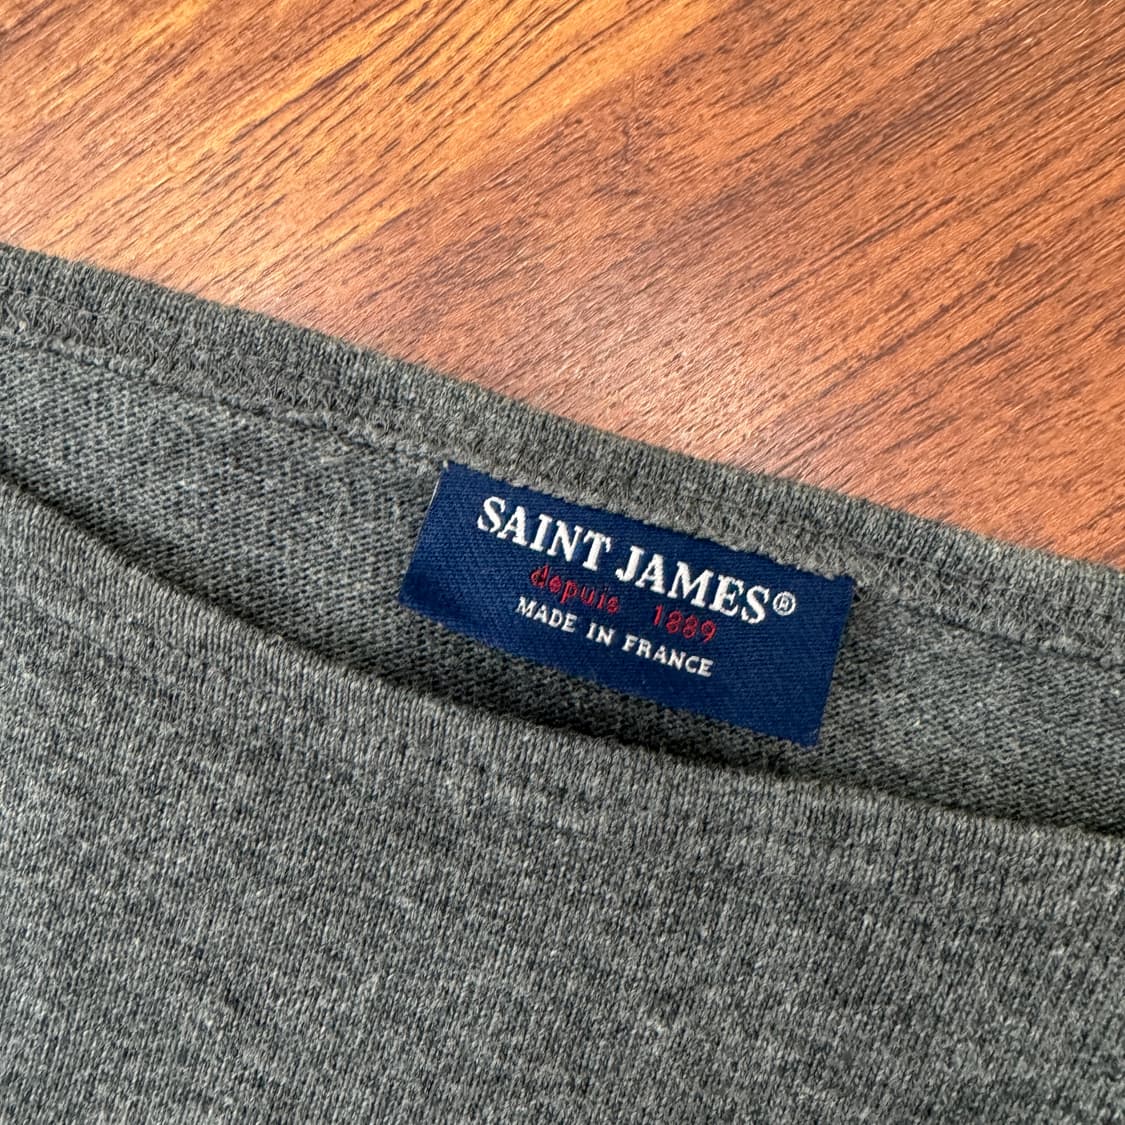 SAINT JAMES®
depuis 1889
MADE IN FRANCE